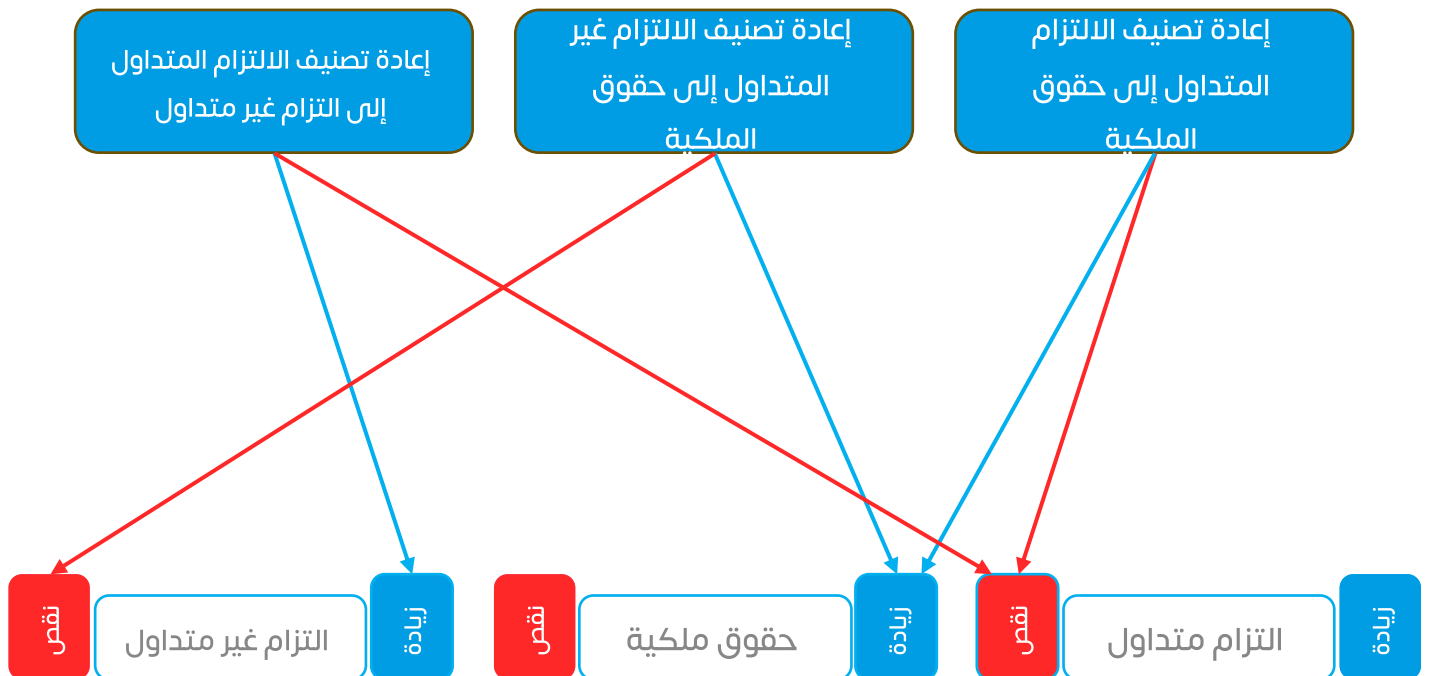 إعادة تصنيف الالتزام
المتداول إلى حقوق
الملكية
إعادة تصنيف الالتزام غير
المتداول إلى حقوق
الملكية
إعادة تصنيف الالتزام المتداول
إلى التزام غير متداول
زيادة
التزام متداول
نقص
زيادة
حقوق ملكية
نقص
زيادة
التزام غير متداول
نقص